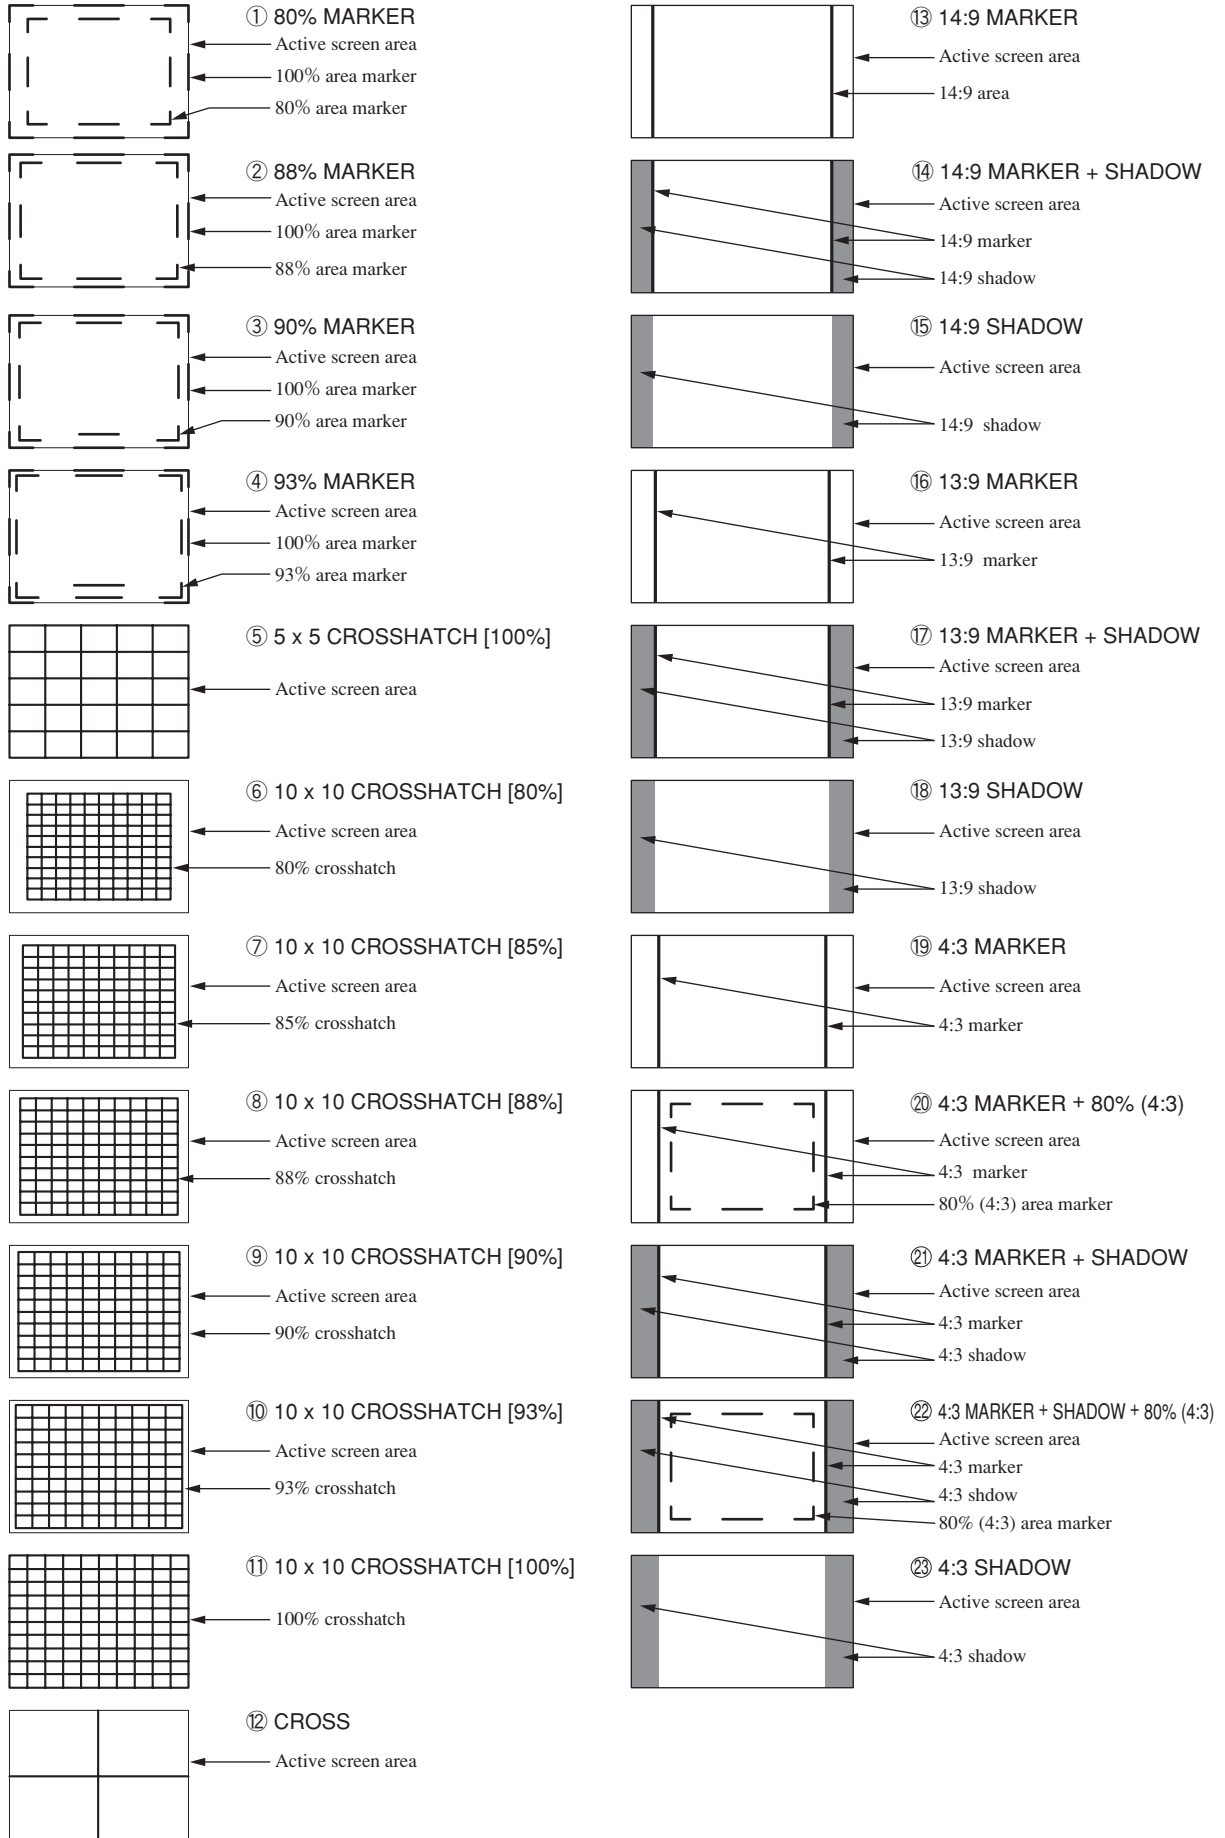 ① 80% MARKER
Active screen area
100% area marker
80% area marker
② 88% MARKER
Active screen area
100% area marker
88% area marker
③ 90% MARKER
Active screen area
100% area marker
90% area marker
④ 93% MARKER
Active screen area
100% area marker
93% area marker
⑤ 5 x 5 CROSSHATCH [100%]
Active screen area
⑥ 10 x 10 CROSSHATCH [80%]
Active screen area
80% crosshatch
⑦ 10 x 10 CROSSHATCH [85%]
Active screen area
85% crosshatch
⑧ 10 x 10 CROSSHATCH [88%]
Active screen area
88% crosshatch
⑨ 10 x 10 CROSSHATCH [90%]
Active screen area
90% crosshatch
⑩ 10 x 10 CROSSHATCH [93%]
Active screen area
93% crosshatch
⑪ 10 x 10 CROSSHATCH [100%]
100% crosshatch
⑫ CROSS
Active screen area
⑬ 14:9 MARKER
Active screen area
14:9 area
⑭ 14:9 MARKER + SHADOW
Active screen area
14:9 marker
14:9 shadow
⑮ 14:9 SHADOW
Active screen area
14:9 shadow
⑯ 13:9 MARKER
Active screen area
13:9 marker
⑰ 13:9 MARKER + SHADOW
Active screen area
13:9 marker
13:9 shadow
⑱ 13:9 SHADOW
Active screen area
13:9 shadow
⑲ 4:3 MARKER
Active screen area
4:3 marker
⑳ 4:3 MARKER + 80% (4:3)
Active screen area
4:3 marker
80% (4:3) area marker
㉑ 4:3 MARKER + SHADOW
Active screen area
4:3 marker
4:3 shadow
㉒ 4:3 MARKER + SHADOW + 80% (4:3)
Active screen area
4:3 marker
4:3 shdow
80% (4:3) area marker
㉓ 4:3 SHADOW
Active screen area
4:3 shadow